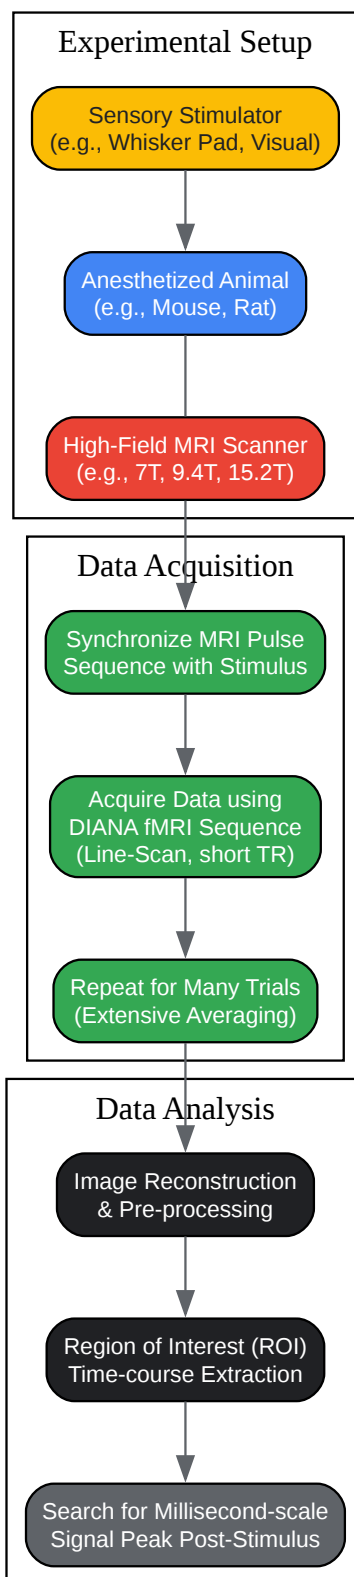 Experimental Setup
Sensory Stimulator
(e.g., Whisker Pad, Visual)
Anesthetized Animal
(e.g., Mouse, Rat)
High-Field MRI Scanner
(e.g., 7T, 9.4T, 15.2T)
Data Acquisition
Synchronize MRI Pulse
Sequence with Stimulus
Acquire Data using
DIANA fMRI Sequence
(Line-Scan, short TR)
Repeat for Many Trials
(Extensive Averaging)
Data Analysis
Image Reconstruction
& Pre-processing
Region of Interest (ROI)
Time-course Extraction
Search for Millisecond-scale
Signal Peak Post-Stimulus